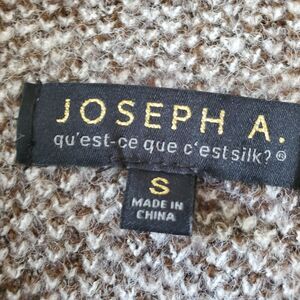 JOSEPH A.
qu'est-ce que c'est silk? ®
S
MADE IN
CHINA